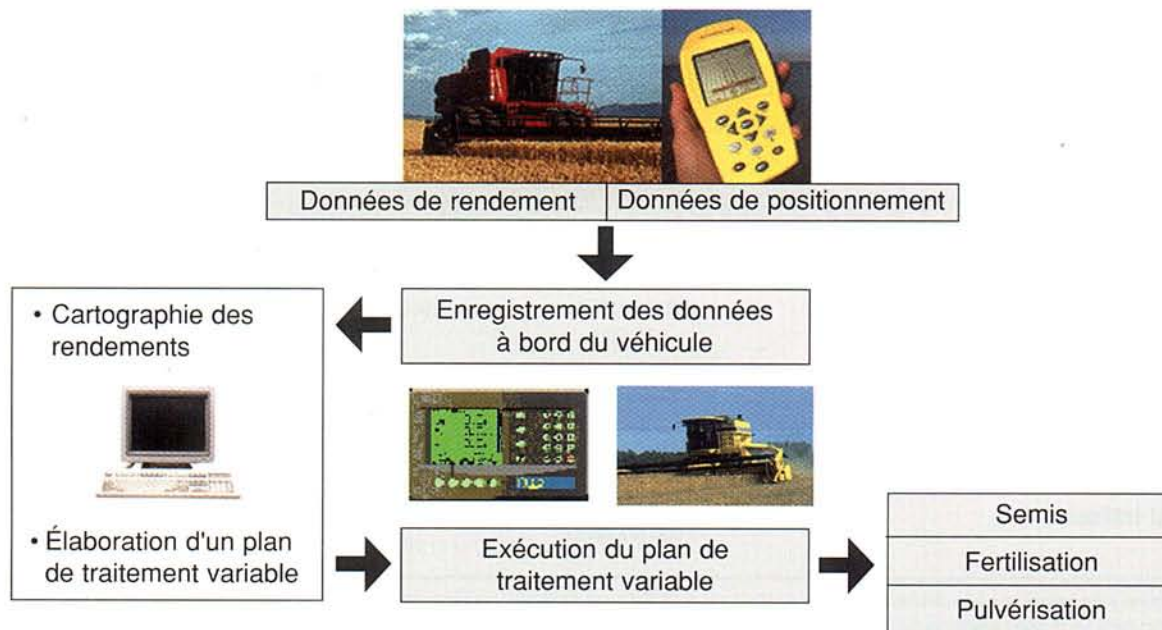 Données de rendement
Données de positionnement
Enregistrement des données
à bord du véhicule
• Cartographie des
rendements
• Élaboration d'un plan
de traitement variable
Exécution du plan de
traitement variable
Semis
Fertilisation
Pulvérisation